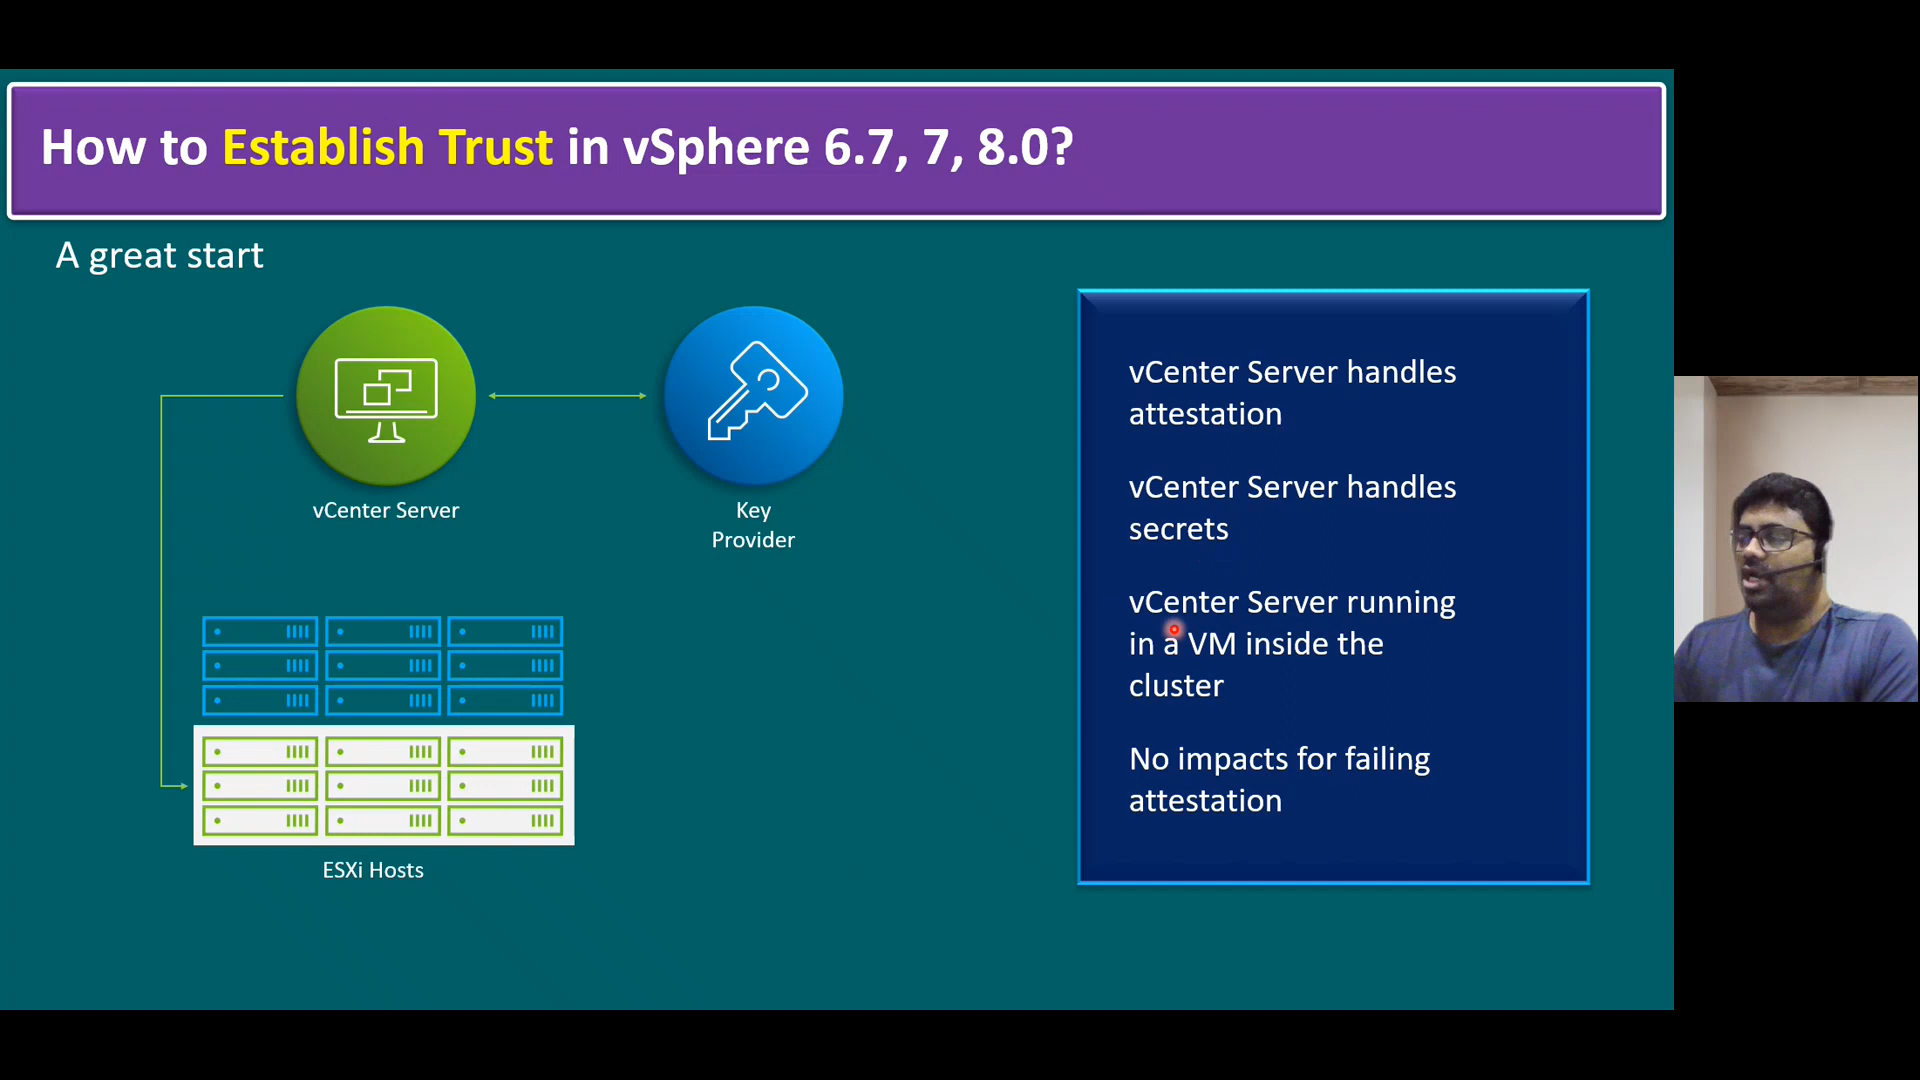 How to Establish Trust in vSphere 6.7, 7, 8.0?
A great start
vCenter Server
Key
Provider
ESXi Hosts
vCenter Server handles
attestation
vCenter Server handles
secrets
vCenter Server running
in a VM inside the
cluster
No impacts for failing
attestation